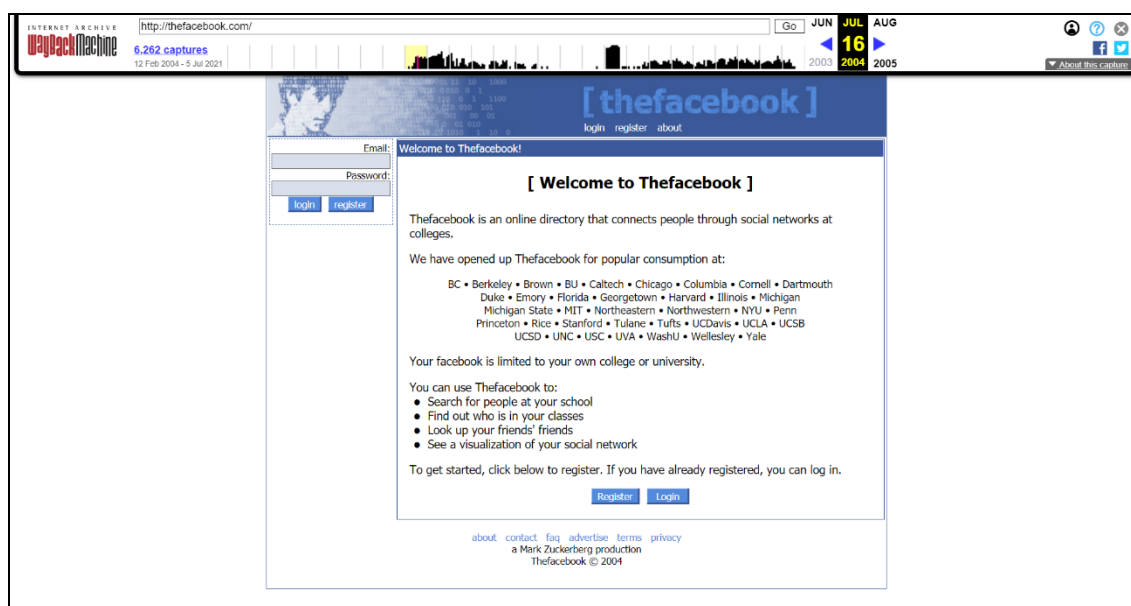 INTERNET ARCHIVE
WayBackMachine
http://thefacebook.com/
Go
JUN JUL AUG
6,262 captures
16
12 Feb 2004 - 5 Jul 2021
2003 2004 2005
About this capture
[thefacebook]
login register about
Email:
Password:
login register
Welcome to Thefacebook!
[ Welcome to Thefacebook ]
Thefacebook is an online directory that connects people through social networks at
colleges.
We have opened up Thefacebook for popular consumption at:
BC • Berkeley • Brown • BU • Caltech • Chicago • Columbia • Cornell • Dartmouth
Duke • Emory • Florida • Georgetown • Harvard • Illinois • Michigan
Michigan State • MIT • Northeastern • Northwestern • NYU • Penn
Princeton • Rice • Stanford • Tulane • Tufts • UCDavis • UCLA • UCSB
UCSD • UNC • USC • UVA • WashU • Wellesley • Yale
Your facebook is limited to your own college or university.
You can use Thefacebook to:
• Search for people at your school
• Find out who is in your classes
• Look up your friends' friends
• See a visualization of your social network
To get started, click below to register. If you have already registered, you can log in.
Register Login
about contact faq advertise terms privacy
a Mark Zuckerberg production
Thefacebook © 2004